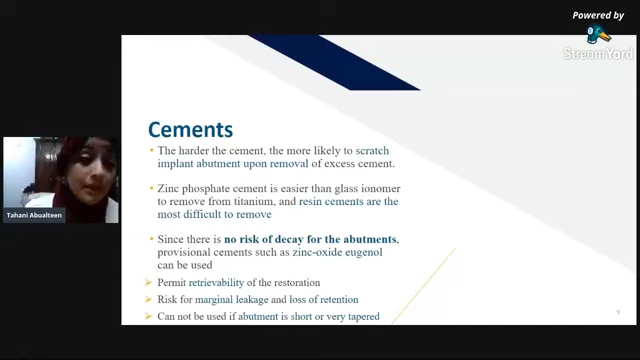 Powered by
StreamYard
Cements
The harder the cement, the more likely to scratch
implant abutment upon removal of excess cement.
Zinc phosphate cement is easier than glass ionomer
to remove from titanium, and resin cements are the
most difficult to remove
Since there is no risk of decay for the abutments,
provisional cements such as zinc-oxide eugenol
can be used
Permit retrievability of the restoration
Risk for marginal leakage and loss of retention
Can not be used if abutment is short or very tapered
Tahani Abualteen
9